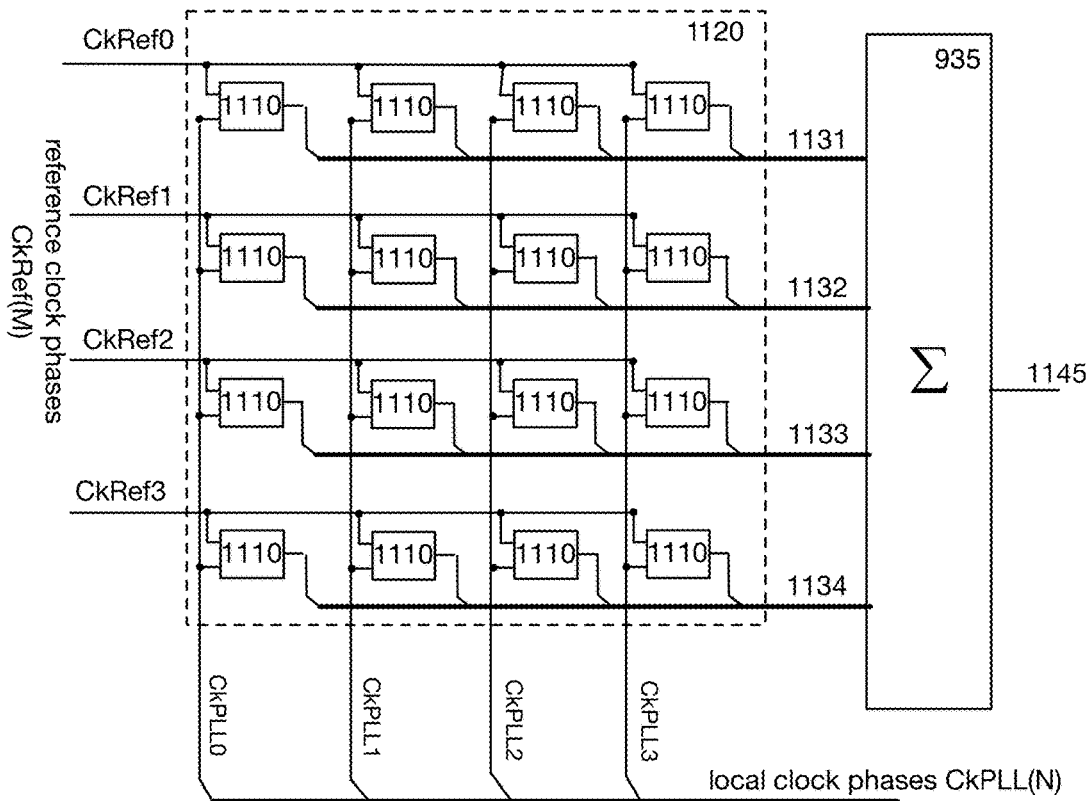 1120
935
CkRef0
1110 1110 1110 1110
1131
CkRef1
1110 1110 1110 1110
1132
reference clock phases
CkRef(M)
CkRef2
1110 1110 1110 1110
1133
Σ
1145
CkRef3
1110 1110 1110 1110
1134
CkPLL0
CkPLL1
CkPLL2
CkPLL3
local clock phases CkPLL(N)